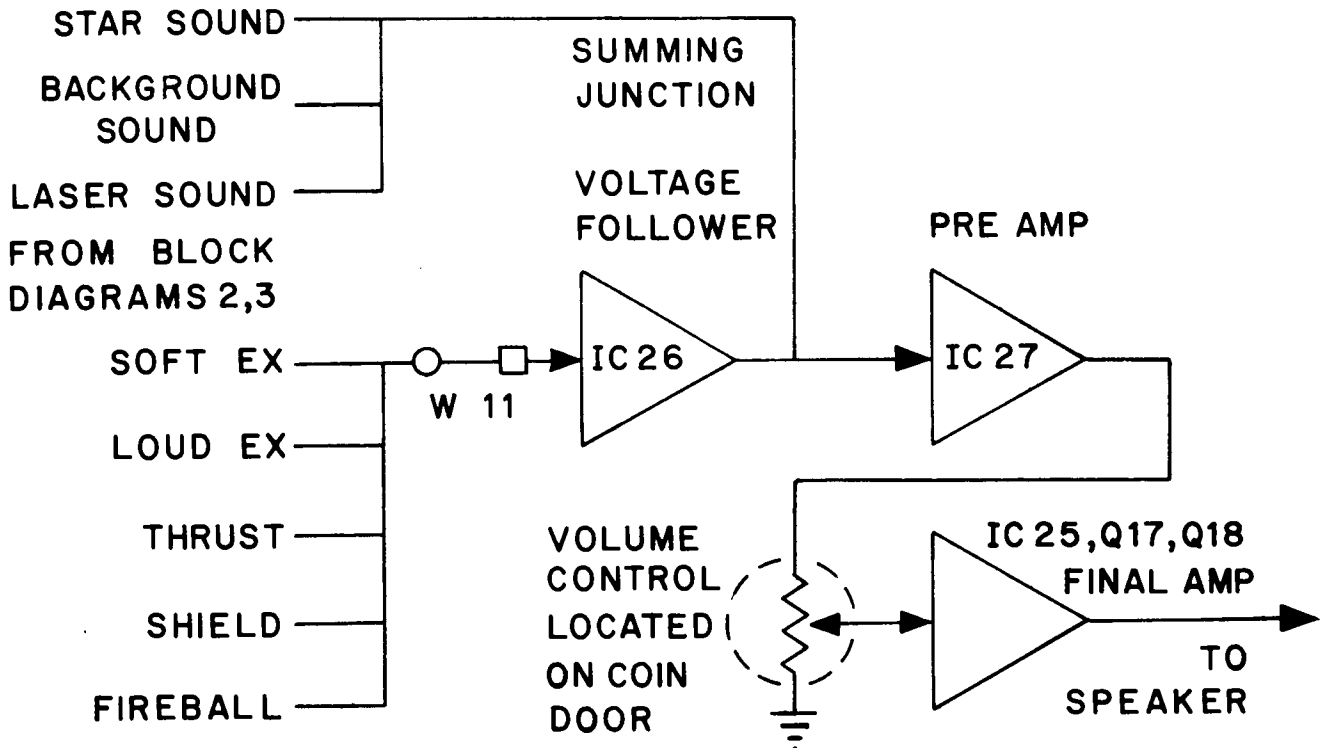 STAR SOUND
BACKGROUND
SOUND
LASER SOUND
FROM BLOCK
DIAGRAMS 2,3
SUMMING
JUNCTION
VOLTAGE
FOLLOWER
PRE AMP
SOFT EX
W 11
IC 26
IC 27
LOUD EX
THRUST
SHIELD
FIREBALL
VOLUME
CONTROL
LOCATED
ON COIN
DOOR
IC 25,Q17,Q18
FINAL AMP
TO
SPEAKER